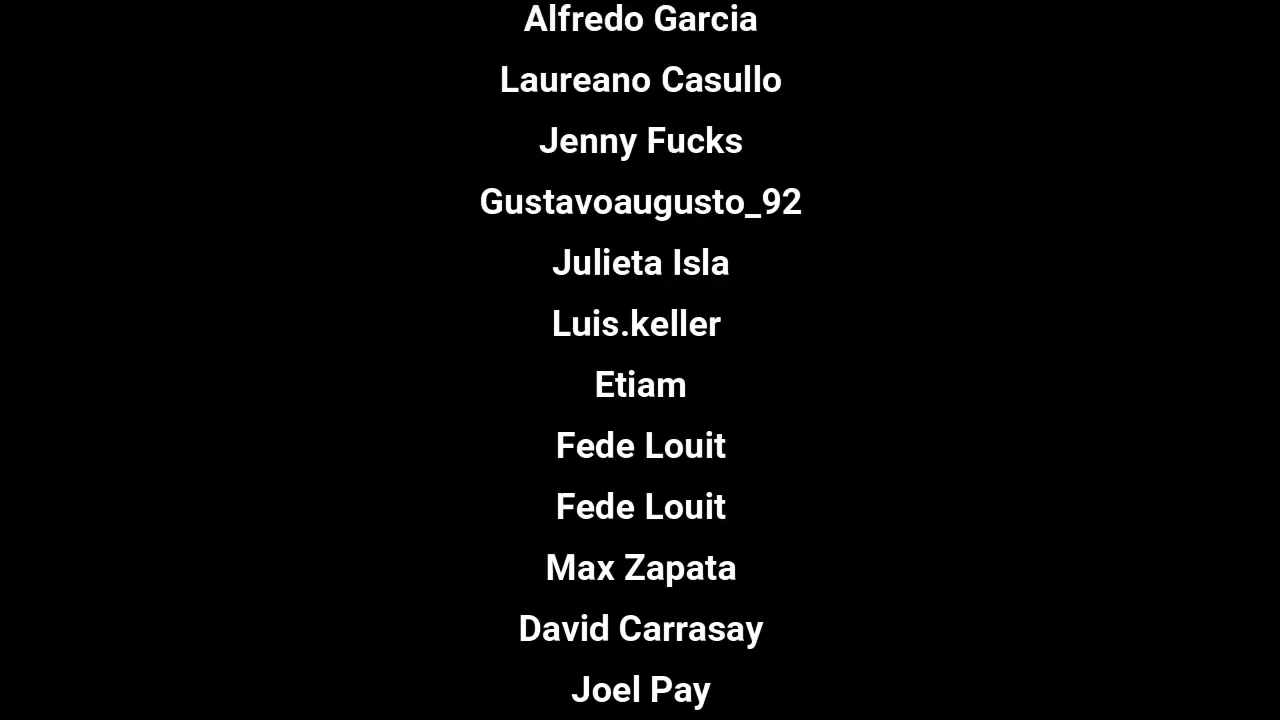 Alfredo Garcia
Laureano Casullo
Jenny Fucks
Gustavoaugusto_92
Julieta Isla
Luis.keller
Etiam
Fede Louit
Fede Louit
Max Zapata
David Carrasay
Joel Pay